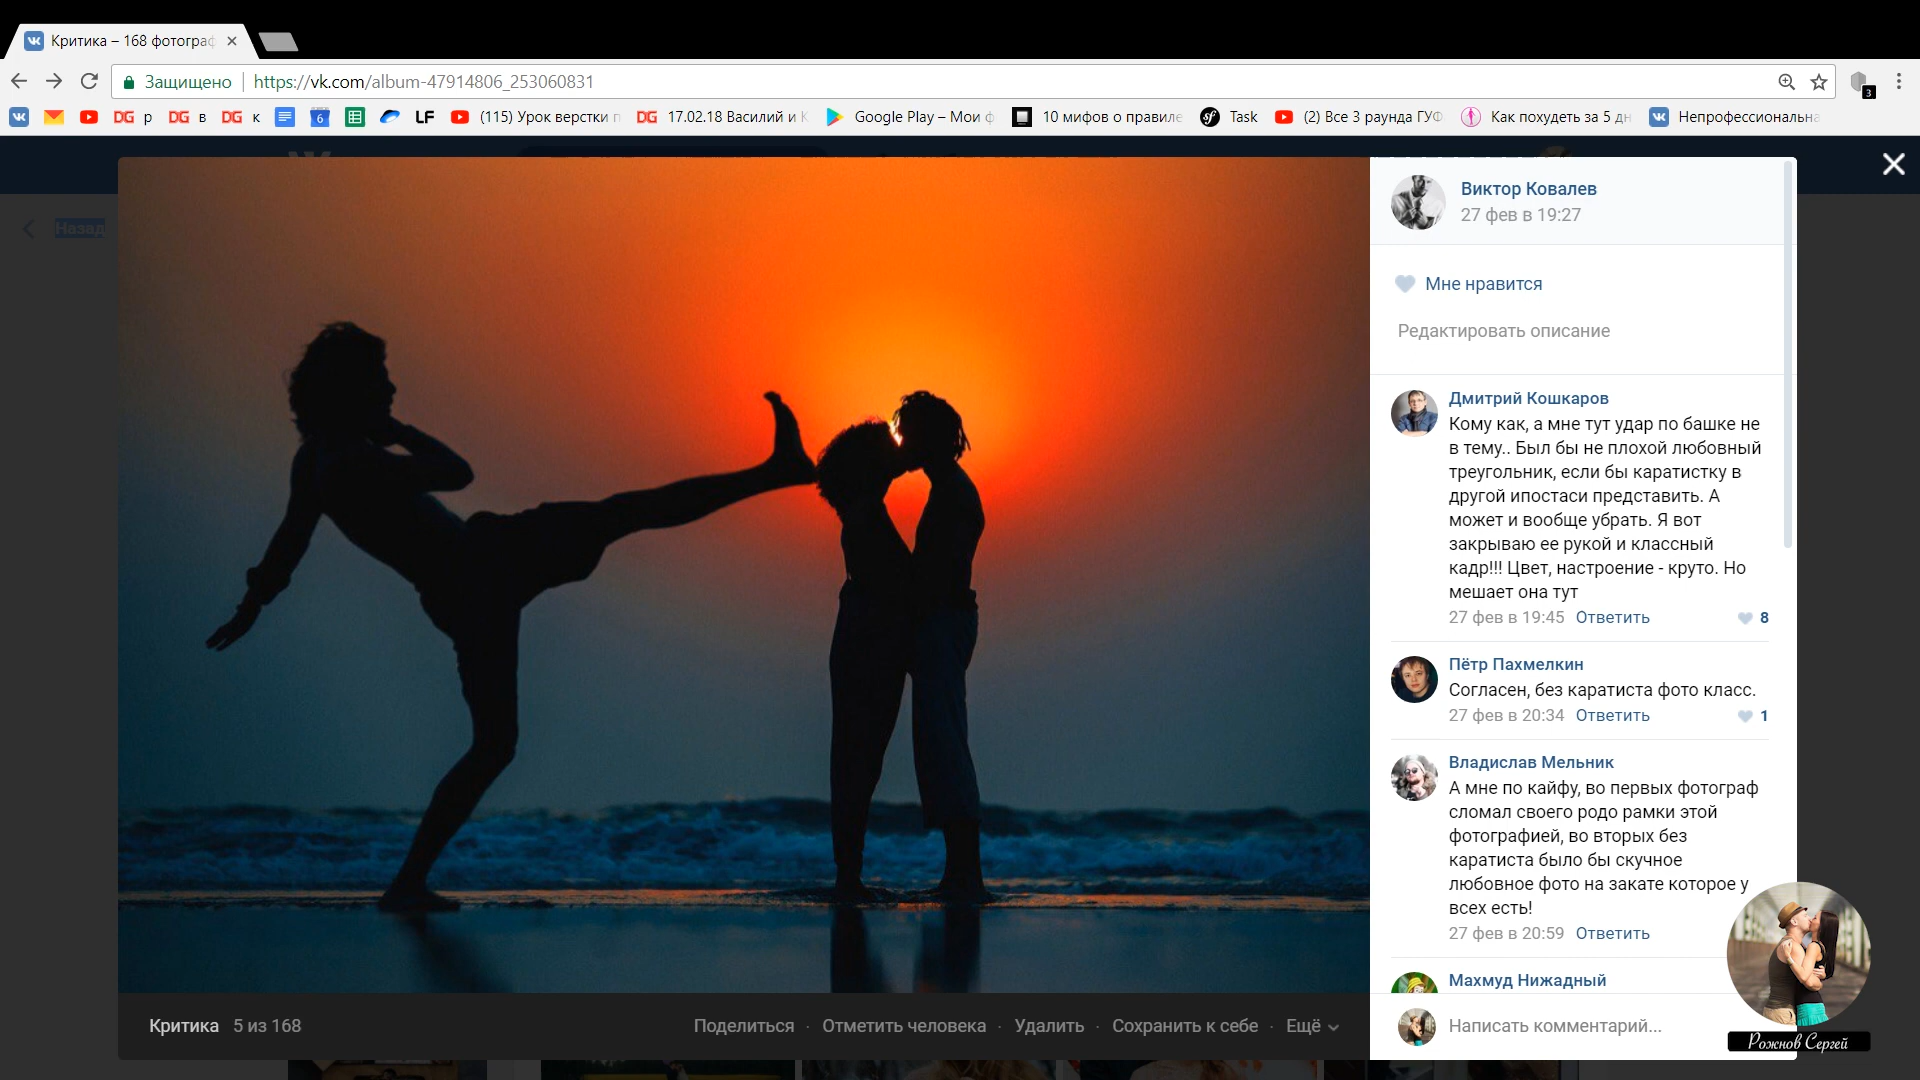 Критика – 168 фотограф
Защищено https://vk.com/album-47914806_253060831
DG р DG в DG к LF (115) Урок верстки DG 17.02.18 Василий и Google Play – Мои 10 мифов о правиле Task (2) Все 3 раунда ГУФ Как похудеть за 5 дн Непрофессиональна
3
Назад
Виктор Ковалев
27 фев в 19:27
Мне нравится
Редактировать описание
Дмитрий Кошкаров
Кому как, а мне тут удар по башке не
в тему.. Был бы не плохой любовный
треугольник, если бы каратистку в
другой ипостаси представить. А
может и вообще убрать. Я вот
закрываю ее рукой и классный
кадр!!! Цвет, настроение - круто. Но
мешает она тут
27 фев в 19:45 Ответить 8
Пётр Пахмелкин
Согласен, без каратиста фото класс.
27 фев в 20:34 Ответить 1
Владислав Мельник
А мне по кайфу, во первых фотограф
сломал своего родо рамки этой
фотографией, во вторых без
каратиста было бы скучное
любовное фото на закате которое у
всех есть!
27 фев в 20:59 Ответить
Махмуд Нижадный
Написать комментарий...
Критика 5 из 168
Поделиться · Отметить человека · Удалить · Сохранить к себе · Ещё
Рожнов Сергей